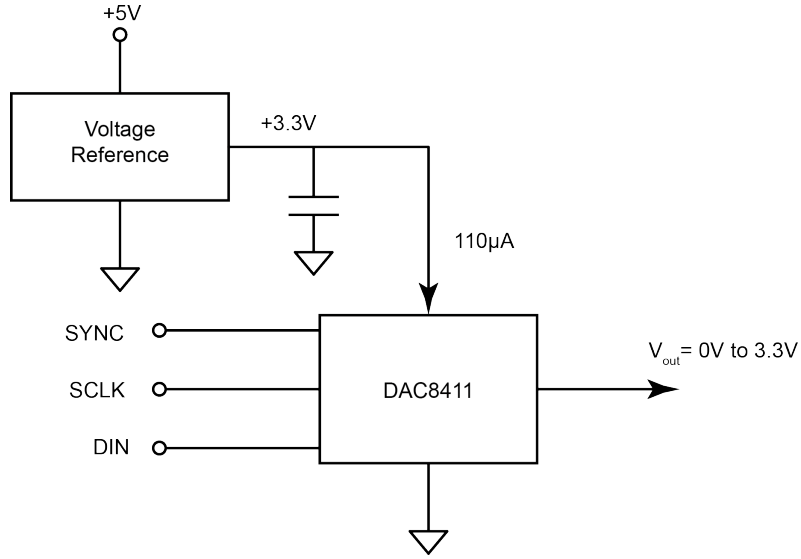 +5V
Voltage
Reference
+3.3V
110µA
SYNC
SCLK
DIN
DAC8411
Vout= 0V to 3.3V